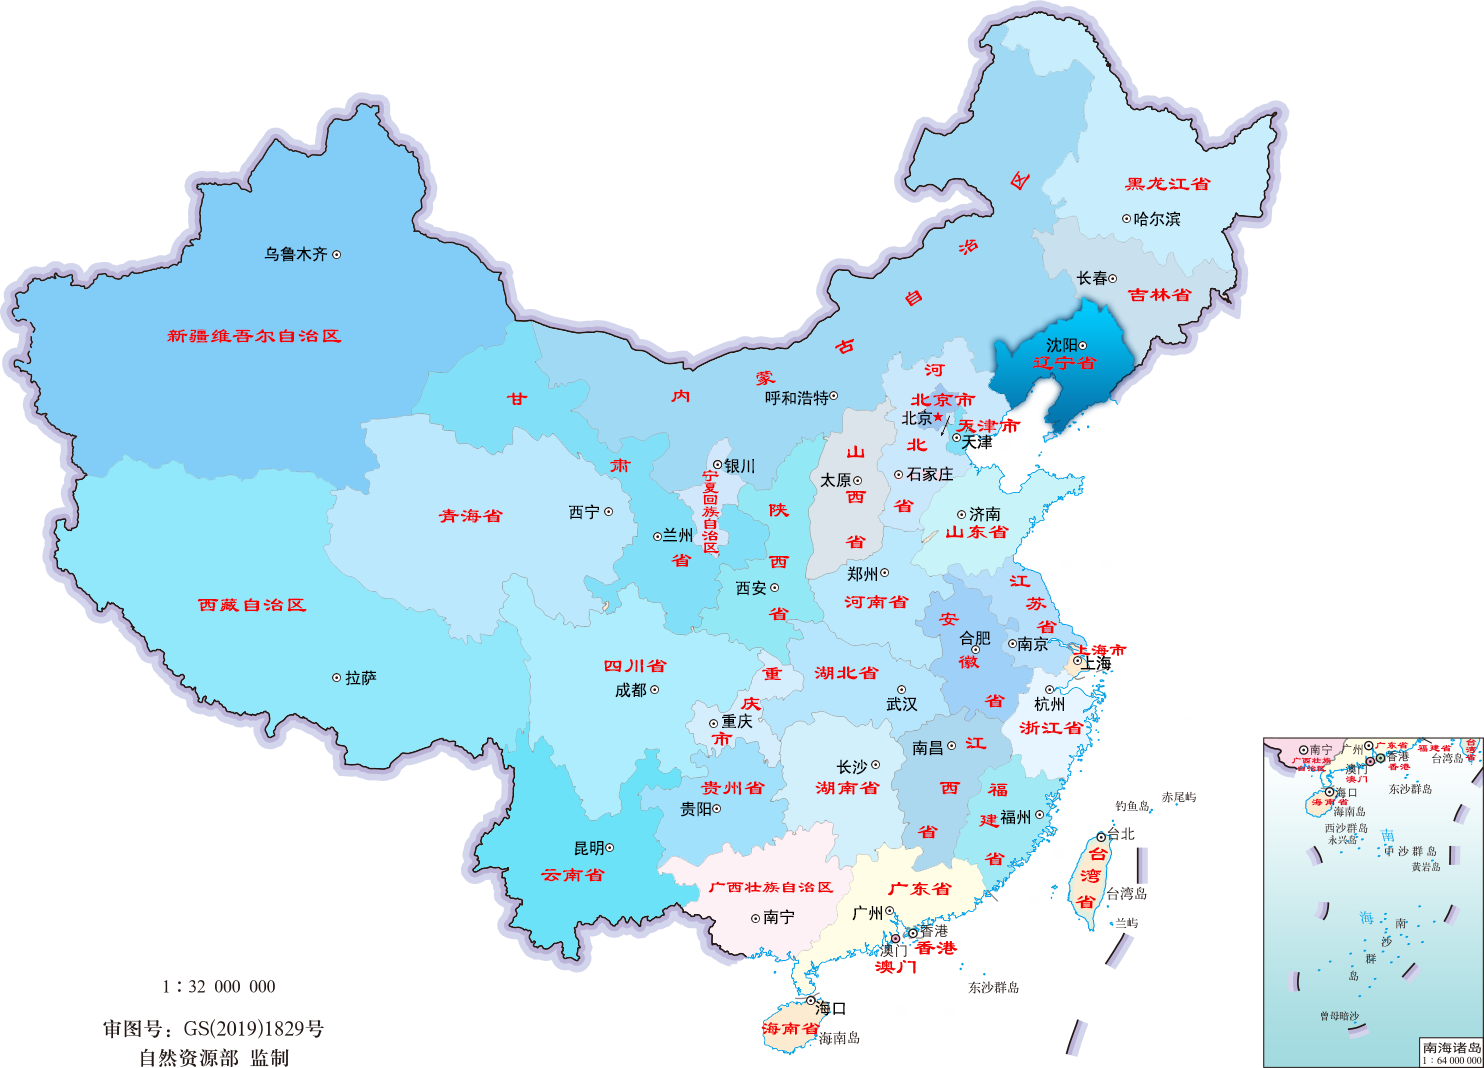 黑龙江省
哈尔滨
长春
吉林省
沈阳
辽宁省
内蒙古自治区
呼和浩特
乌鲁木齐
新疆维吾尔自治区
甘肃省
兰州
青海省
西宁
宁夏回族自治区
银川
陕西省
西安
山西省
太原
河北省
石家庄
北京市
北京
天津市
天津
济南
山东省
郑州
河南省
江苏省
南京
安徽省
合肥
上海市
上海
西藏自治区
拉萨
四川省
成都
重庆市
重庆
湖北省
武汉
杭州
浙江省
南昌
江西省
长沙
湖南省
贵州省
贵阳
福建省
福州
昆明
云南省
广西壮族自治区
南宁
广东省
广州
香港
香港
澳门
澳门
海口
海南省
海南岛
东沙群岛
台北
台湾省
台湾岛
兰屿
钓鱼岛
赤尾屿
1：32 000 000
审图号：GS(2019)1829号
自然资源部 监制
南宁
广西壮族
自治区
广州
广东省
香港
香港
澳门
澳门
福建省
台湾省
台湾岛
海口
海南省
海南岛
东沙群岛
西沙群岛
永兴岛
中沙群岛
黄岩岛
南海
南沙群岛
曾母暗沙
南海诸岛
1：64 000 000